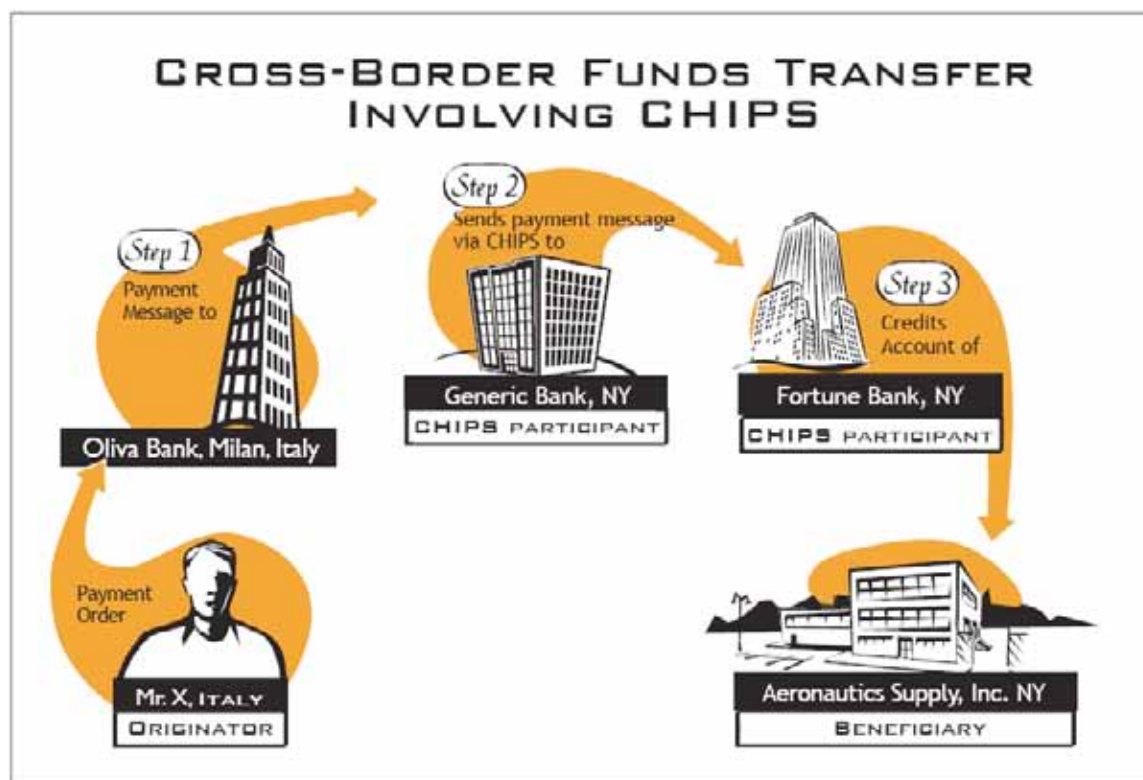 CROSS-BORDER FUNDS TRANSFER
INVOLVING CHIPS
Step 1
Payment
Message to
Oliva Bank, Milan, Italy
Payment
Order
Mr. X, ITALY
ORIGINATOR
Step 2
Sends payment message
via CHIPS to
Generic Bank, NY
CHIPS PARTICIPANT
Step 3
Credits
Account of
Fortune Bank, NY
CHIPS PARTICIPANT
Aeronautics Supply, Inc. NY
BENEFICIARY